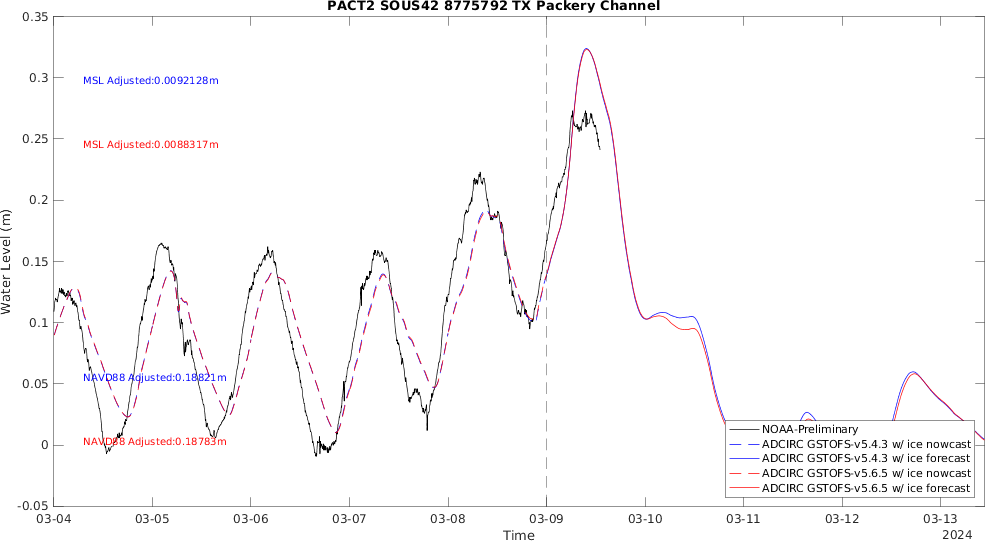 PACT2 SOUS42 8775792 TX Packery Channel
0.35
0.3
0.25
0.2
0.15
0.1
0.05
0
-0.05
Water Level (m)
MSL Adjusted:0.0092128m
MSL Adjusted:0.0088317m
NAVD88 Adjusted:0.18821m
NAVD88 Adjusted:0.18783m
NOAA-Preliminary
ADCIRC GSTOFS-v5.4.3 w/ ice nowcast
ADCIRC GSTOFS-v5.4.3 w/ ice forecast
ADCIRC GSTOFS-v5.6.5 w/ ice nowcast
ADCIRC GSTOFS-v5.6.5 w/ ice forecast
03-04 03-05 03-06 03-07 03-08 03-09 03-10 03-11 03-12 03-13
Time
2024